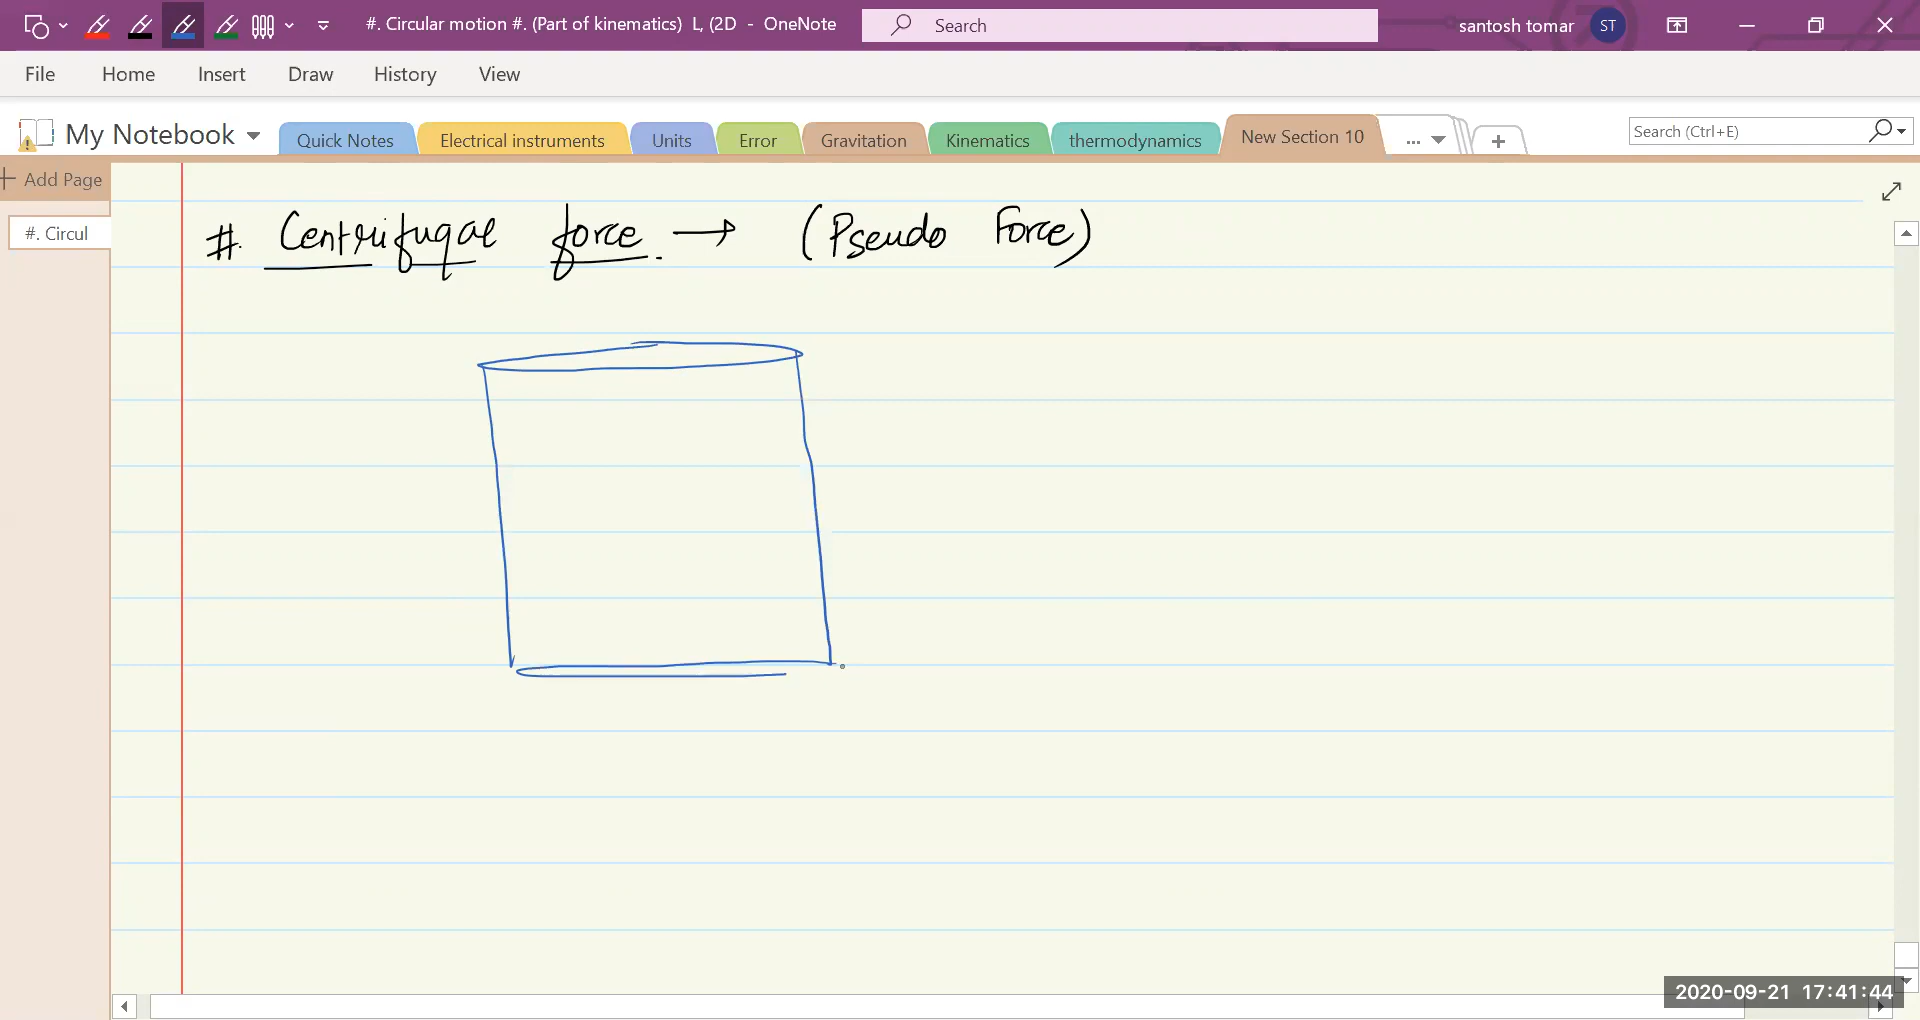 #. Circular motion #. (Part of kinematics) L, (2D - OneNote
Search
santosh tomar ST
File Home Insert Draw History View
My Notebook
Quick Notes Electrical instruments Units Error Gravitation Kinematics thermodynamics New Section 10 ...
Search (Ctrl+E)
Add Page
#. Circul
#. Centrifugal force. → (Pseudo Force)
2020-09-21 17:41:44